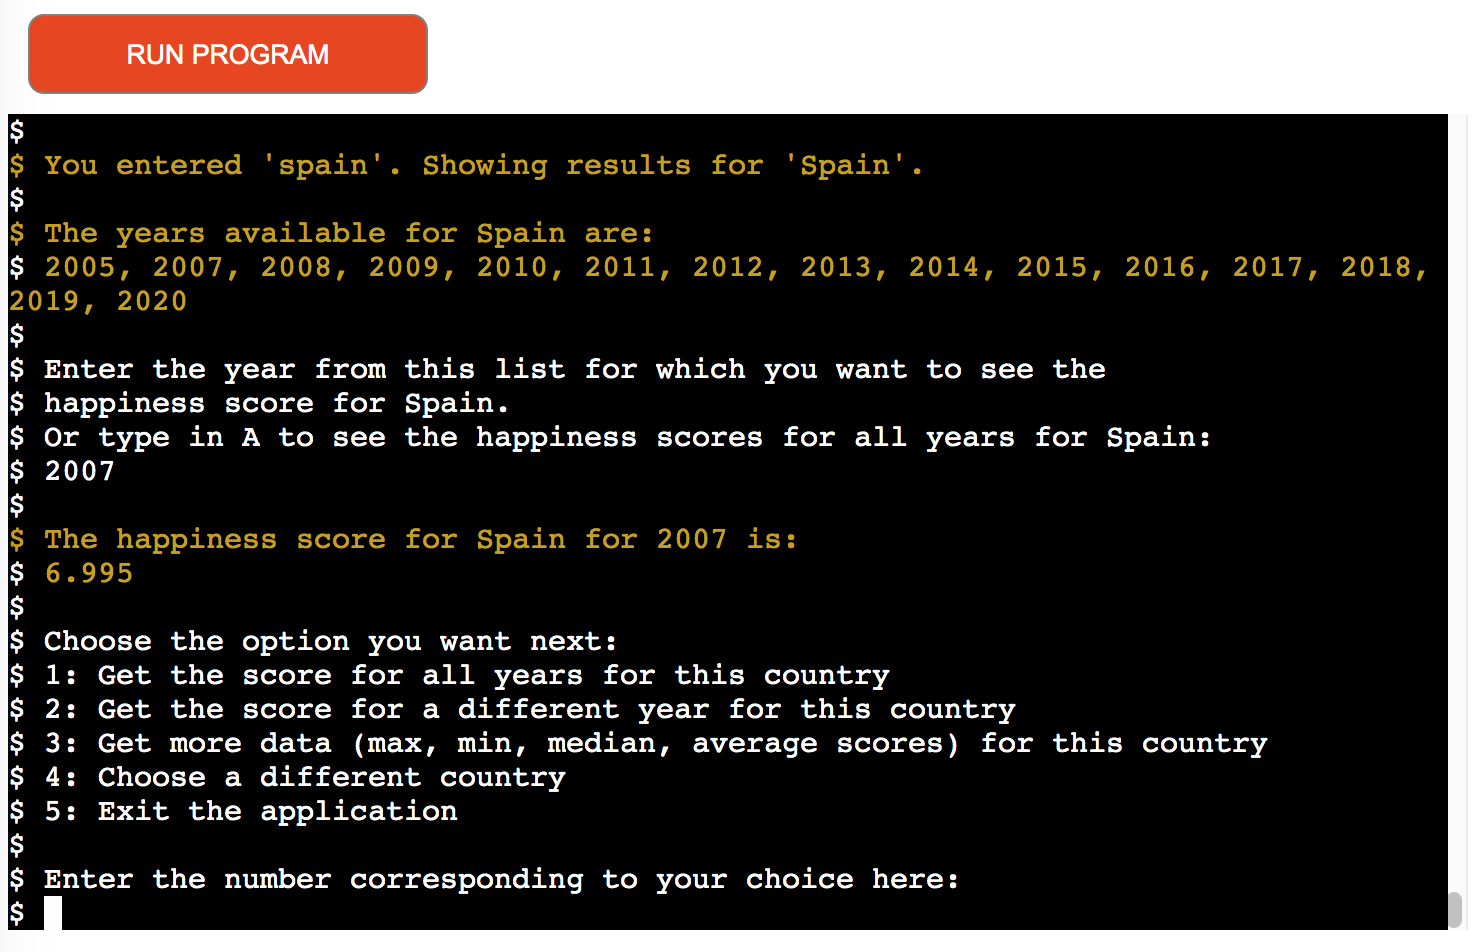 RUN PROGRAM
$
$ You entered 'spain'. Showing results for 'Spain'.
$
$ The years available for Spain are:
$ 2005, 2007, 2008, 2009, 2010, 2011, 2012, 2013, 2014, 2015, 2016, 2017, 2018,
2019, 2020
$
$ Enter the year from this list for which you want to see the
$ happiness score for Spain.
$ Or type in A to see the happiness scores for all years for Spain:
$ 2007
$
$ The happiness score for Spain for 2007 is:
$ 6.995
$
$ Choose the option you want next:
$ 1: Get the score for all years for this country
$ 2: Get the score for a different year for this country
$ 3: Get more data (max, min, median, average scores) for this country
$ 4: Choose a different country
$ 5: Exit the application
$
$ Enter the number corresponding to your choice here:
$